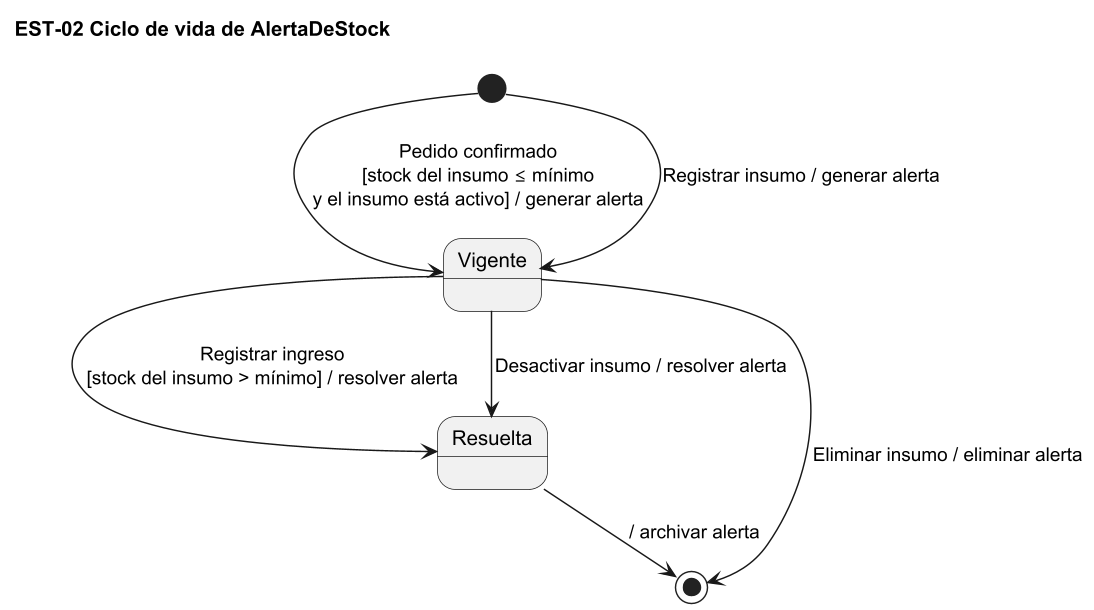 EST-02 Ciclo de vida de AlertaDeStock
Pedido confirmado
[stock del insumo ≤ mínimo
y el insumo está activo] / generar alerta
Registrar insumo / generar alerta
Vigente
Registrar ingreso
[stock del insumo > mínimo] / resolver alerta
Desactivar insumo / resolver alerta
Resuelta
Eliminar insumo / eliminar alerta
/ archivar alerta